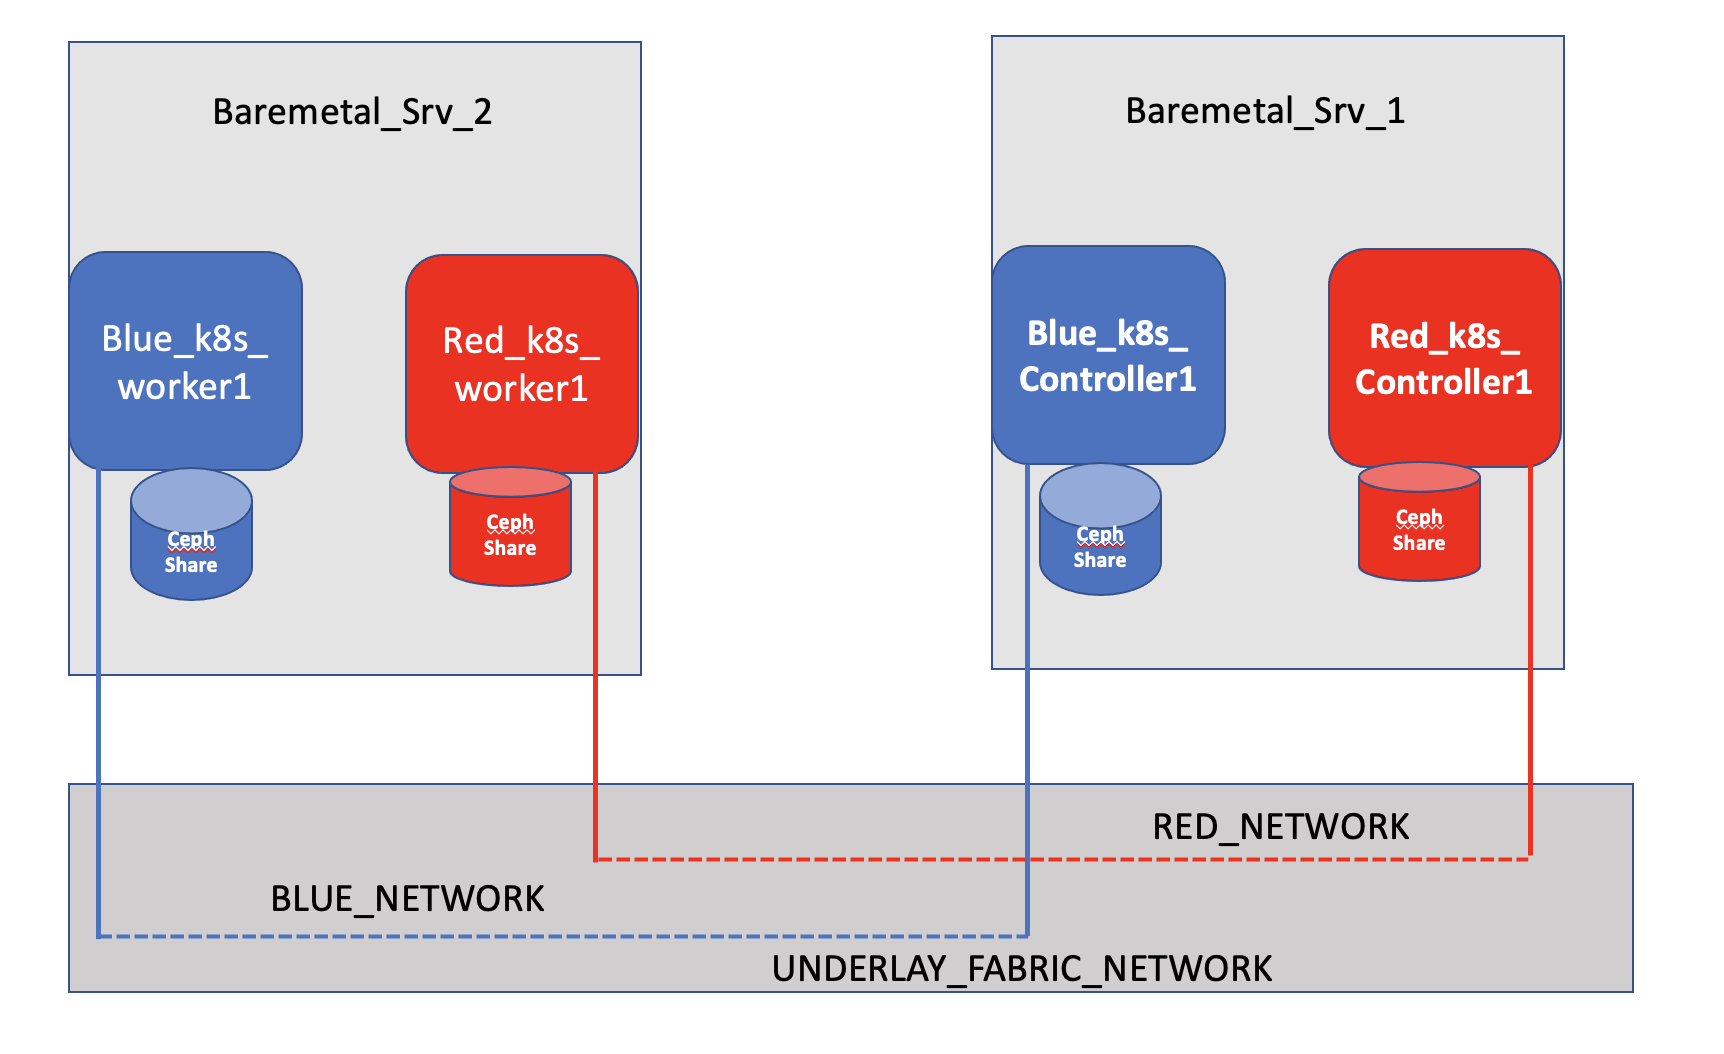 Baremetal_Srv_2
Baremetal_Srv_1
Blue_k8s_
worker1
Red_k8s_
worker1
Blue_k8s_
Controller1
Red_k8s_
Controller1
Ceph
Share
Ceph
Share
Ceph
Share
Ceph
Share
RED_NETWORK
BLUE_NETWORK
UNDERLAY_FABRIC_NETWORK